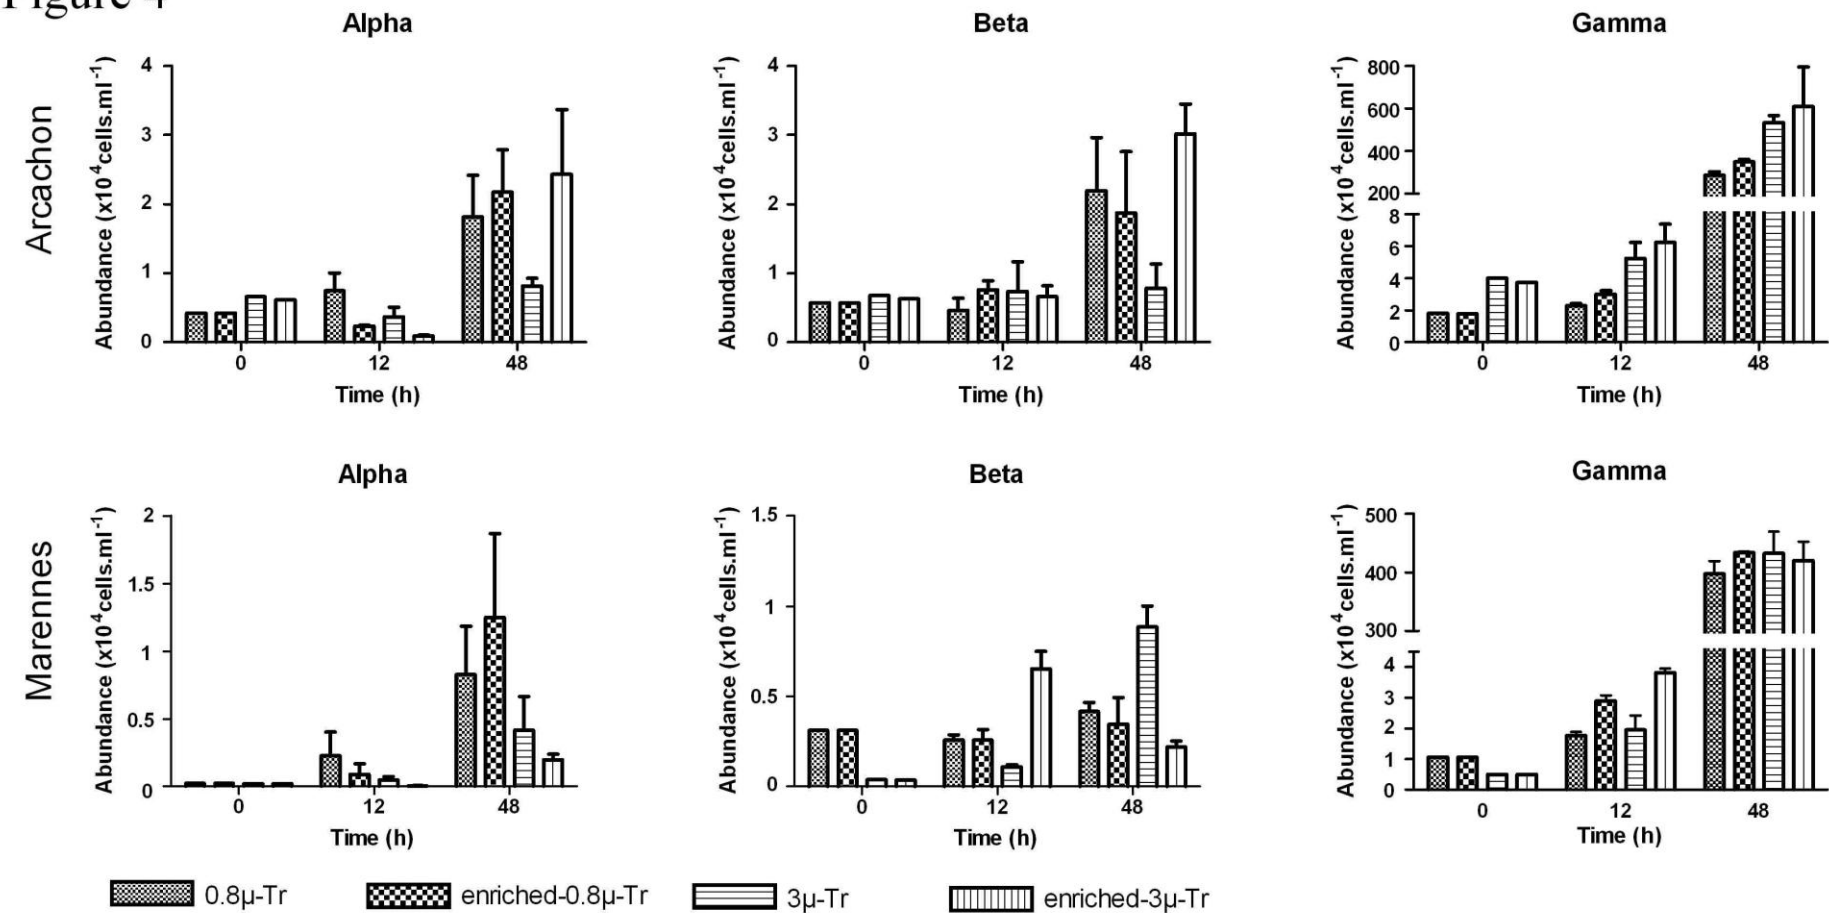 Figure 4
Alpha
Beta
Gamma
Arcachon
Abundance (x10⁴cells.ml⁻¹)
4
3
2
1
0
0 12 48
Time (h)
Abundance (x10⁴cells.ml⁻¹)
4
3
2
1
0
0 12 48
Time (h)
Abundance (x10⁴cells.ml⁻¹)
800
600
400
200
8
6
4
2
0
0 12 48
Time (h)
Alpha
Beta
Gamma
Marennes
Abundance (x10⁴cells.ml⁻¹)
2
1.5
1
0.5
0
0 12 48
Time (h)
Abundance (x10⁴cells.ml⁻¹)
1.5
1
0.5
0
0 12 48
Time (h)
Abundance (x10⁴cells.ml⁻¹)
500
400
300
4
3
2
1
0
0 12 48
Time (h)
0.8µ-Tr
enriched-0.8µ-Tr
3µ-Tr
enriched-3µ-Tr